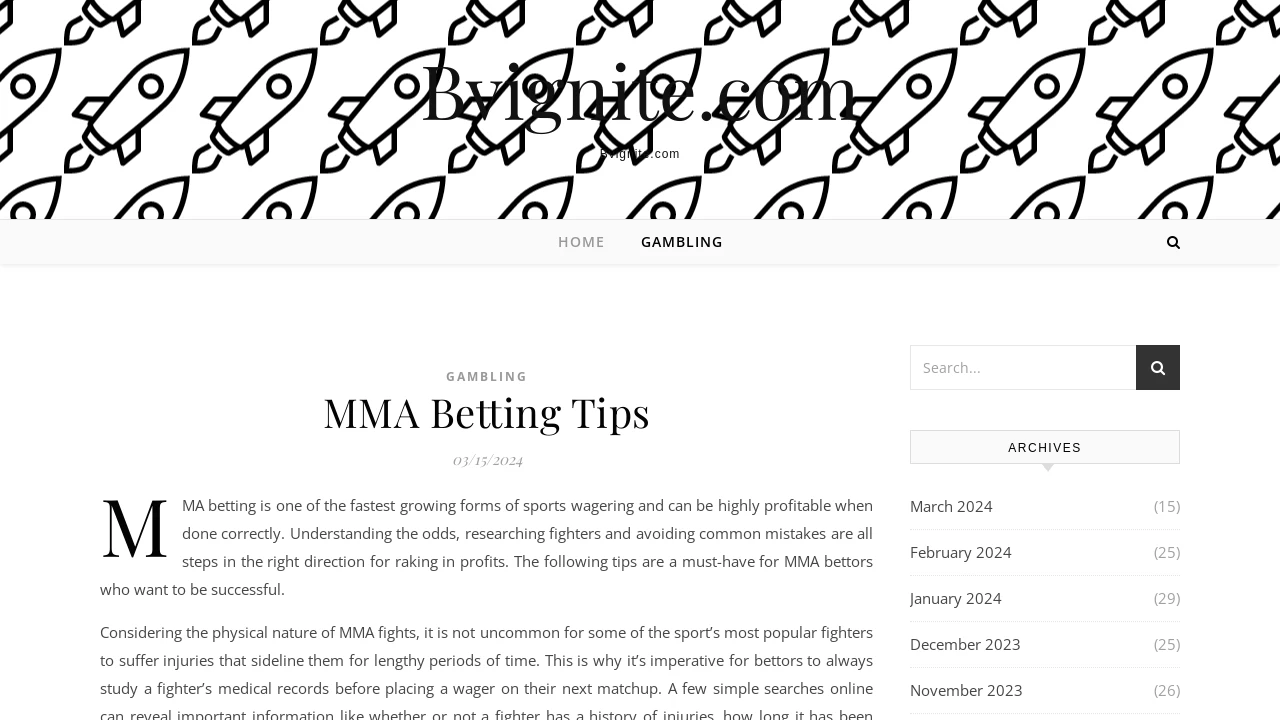 Bvignite.com
Bvignite.com
HOME
GAMBLING
GAMBLING
MMA Betting Tips
03/15/2024
MMA betting is one of the fastest growing forms of sports wagering and can be highly profitable when
done correctly. Understanding the odds, researching fighters and avoiding common mistakes are all
steps in the right direction for raking in profits. The following tips are a must-have for MMA bettors
who want to be successful.
Considering the physical nature of MMA fights, it is not uncommon for some of the sport’s most popular fighters
to suffer injuries that sideline them for lengthy periods of time. This is why it’s imperative for bettors to always
study a fighter’s medical records before placing a wager on their next matchup. A few simple searches online
can reveal important information like whether or not a fighter has a history of injuries, how long it has been
Search...
ARCHIVES
March 2024 (15)
February 2024 (25)
January 2024 (29)
December 2023 (25)
November 2023 (26)